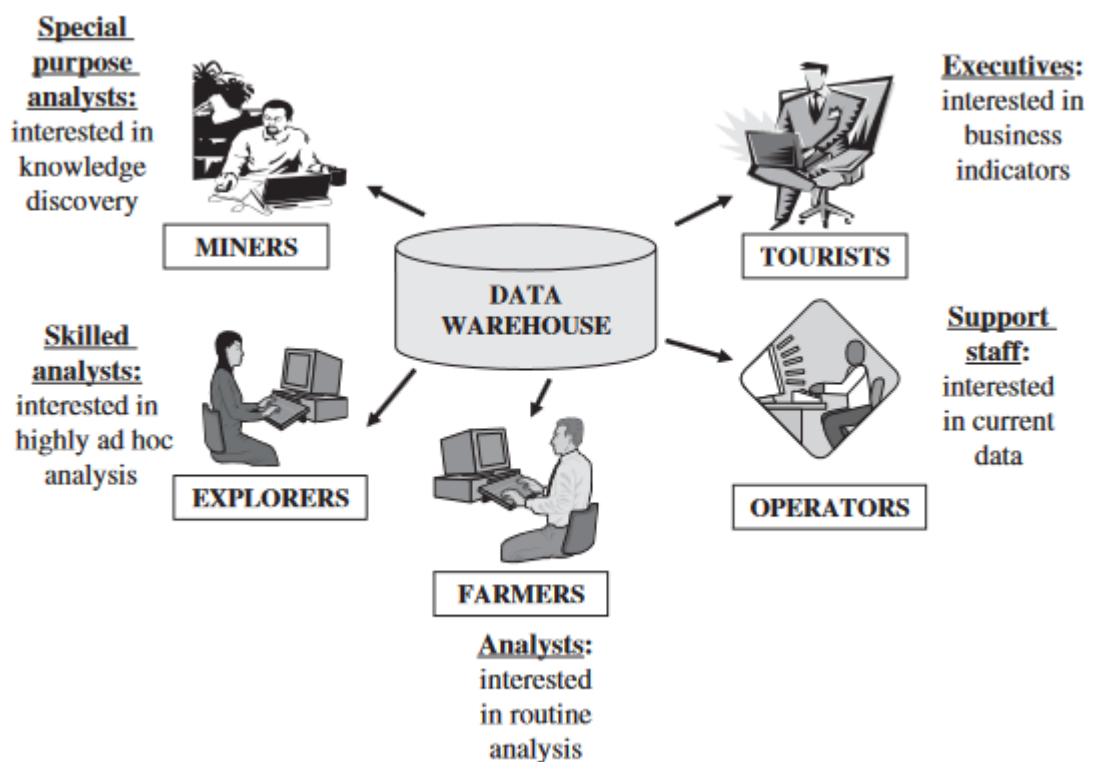 Special
purpose
analysts:
interested in
knowledge
discovery
MINERS
Executives:
interested in
business
indicators
TOURISTS
DATA
WAREHOUSE
Skilled
analysts:
interested in
highly ad hoc
analysis
EXPLORERS
Support
staff:
interested
in current
data
OPERATORS
FARMERS
Analysts:
interested
in routine
analysis